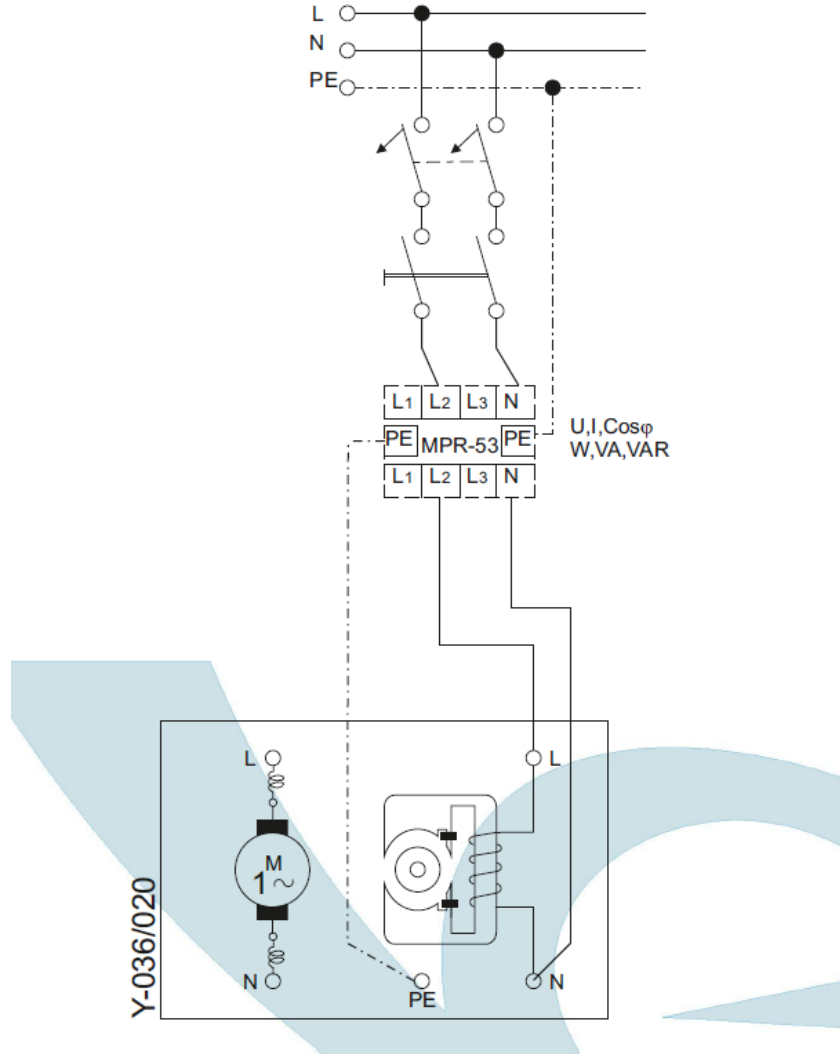 L
N
PE
L1 L2 L3 N
PE MPR-53 PE
U,I,Cosφ
W,VA,VAR
L1 L2 L3 N
L
L
M
1~
Y-036/020
N
PE
N